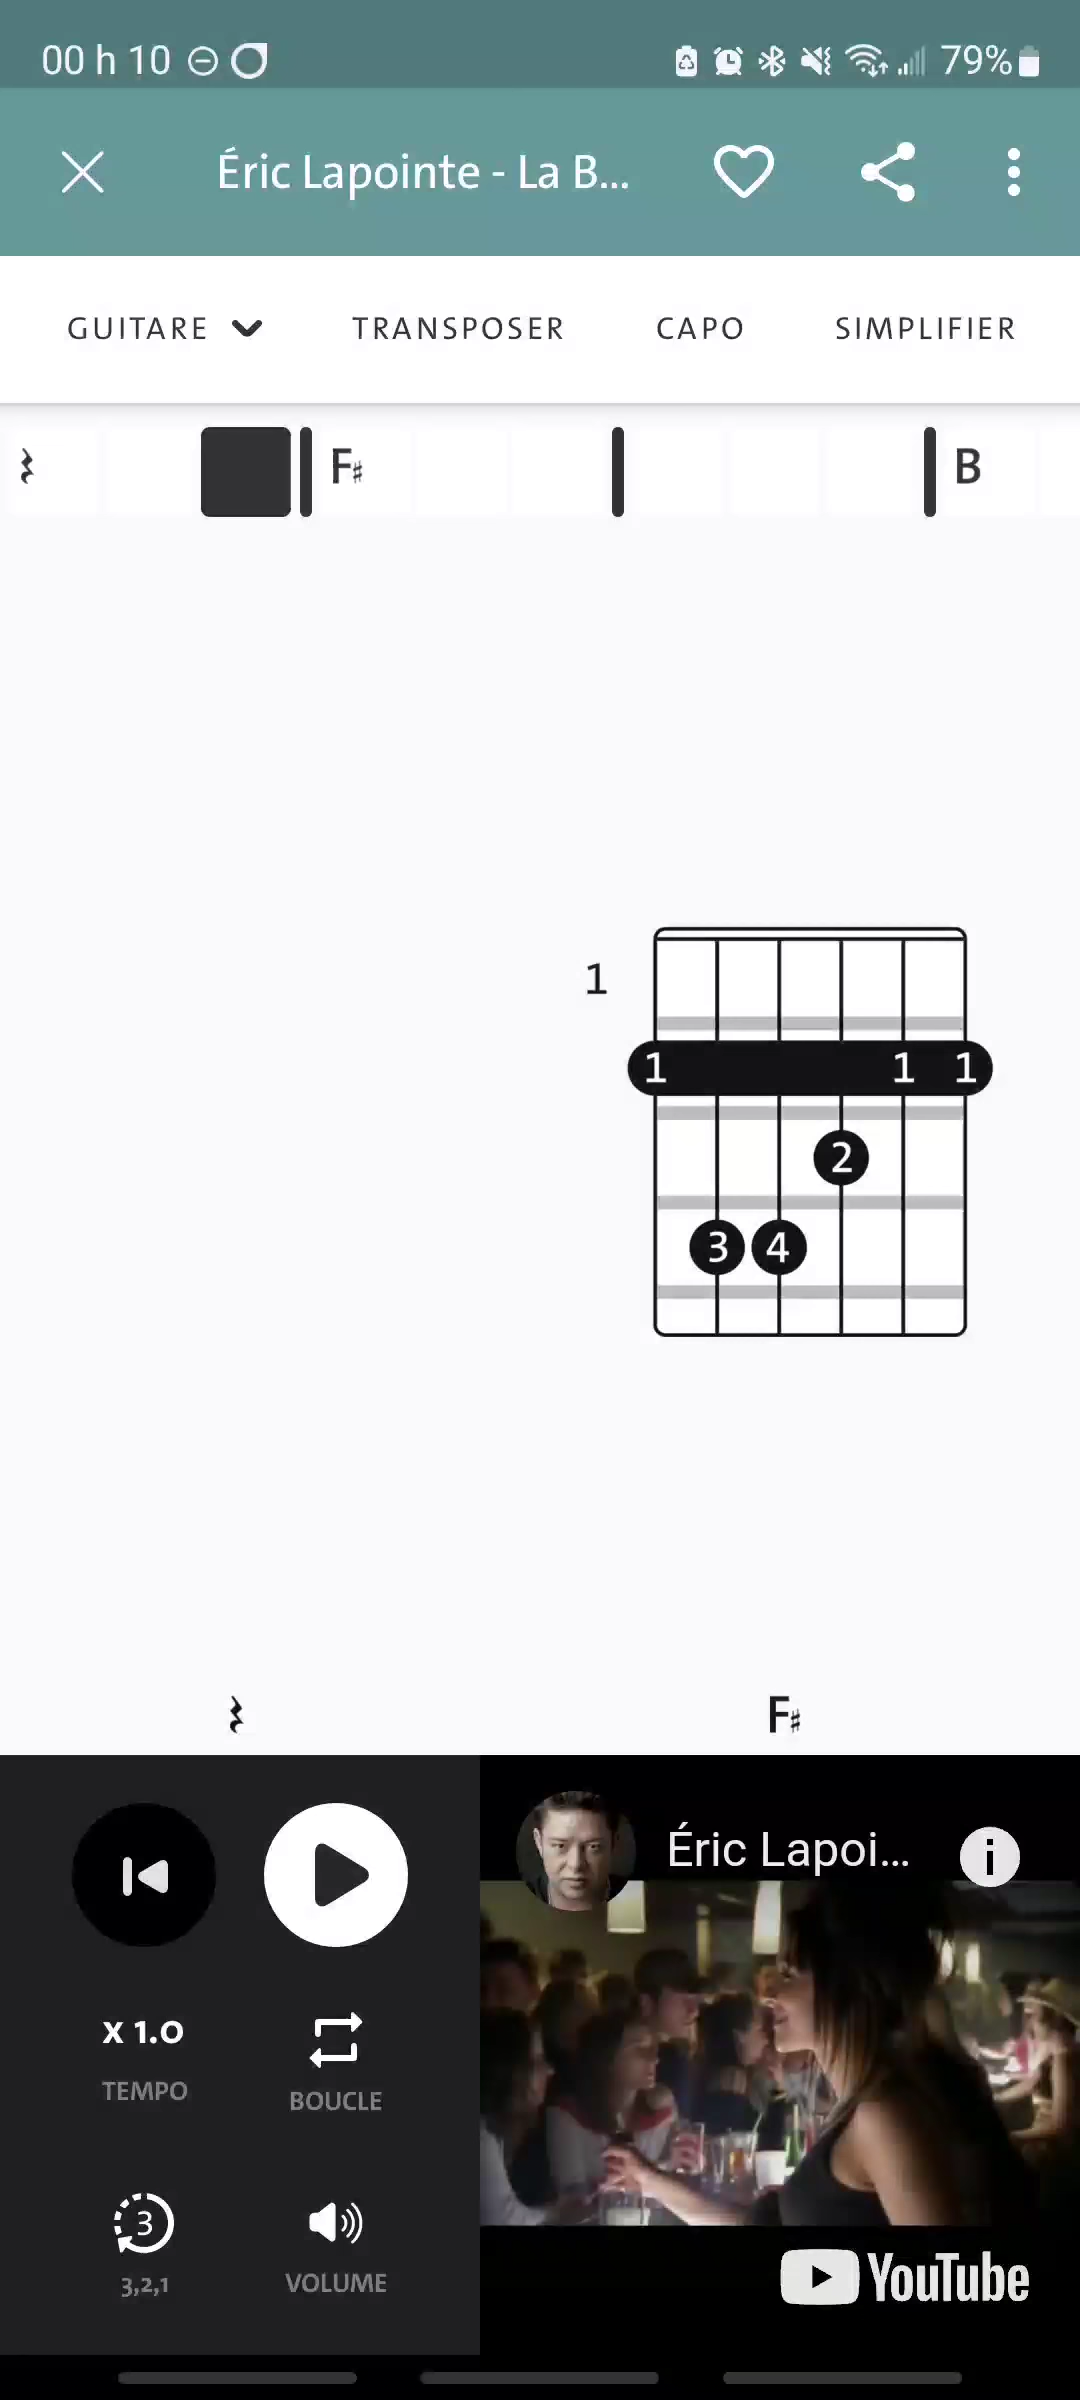 00 h 10 79%
Éric Lapointe - La B...
GUITARE TRANSPOSER CAPO SIMPLIFIER
F♯ B
1
1 1 1
2
3 4
F♯
Éric Lapoi...
x 1.0
TEMPO BOUCLE
3
3,2,1 VOLUME
YouTube